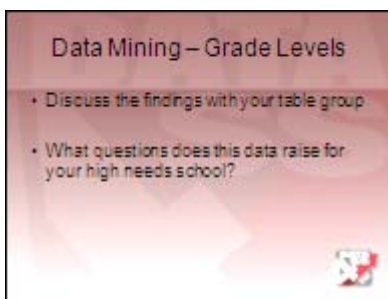 Data Mining – Grade Levels
• Discuss the findings with your table group
• What questions does this data raise for
your high needs school?